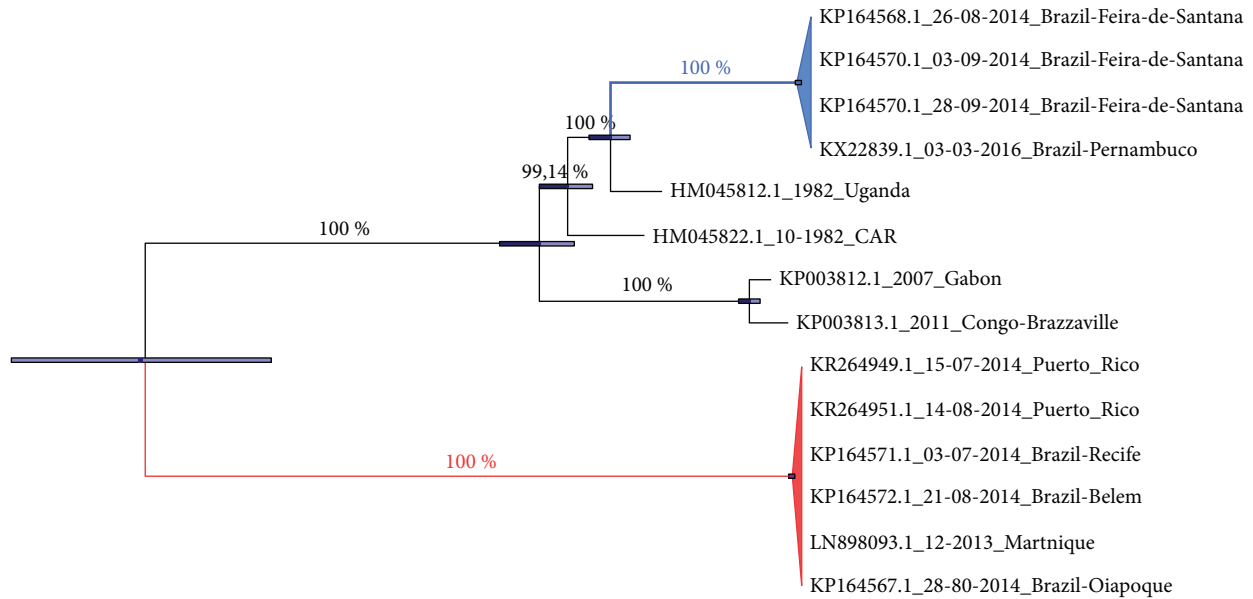 KP164568.1_26-08-2014_Brazil-Feira-de-Santana
KP164570.1_03-09-2014_Brazil-Feira-de-Santana
100 %
KP164570.1_28-09-2014_Brazil-Feira-de-Santana
100 %
KX22839.1_03-03-2016_Brazil-Pernambuco
99,14 %
HM045812.1_1982_Uganda
100 %
HM045822.1_10-1982_CAR
KP003812.1_2007_Gabon
100 %
KP003813.1_2011_Congo-Brazzaville
KR264949.1_15-07-2014_Puerto_Rico
KR264951.1_14-08-2014_Puerto_Rico
KP164571.1_03-07-2014_Brazil-Recife
100 %
KP164572.1_21-08-2014_Brazil-Belem
LN898093.1_12-2013_Martnique
KP164567.1_28-80-2014_Brazil-Oiapoque